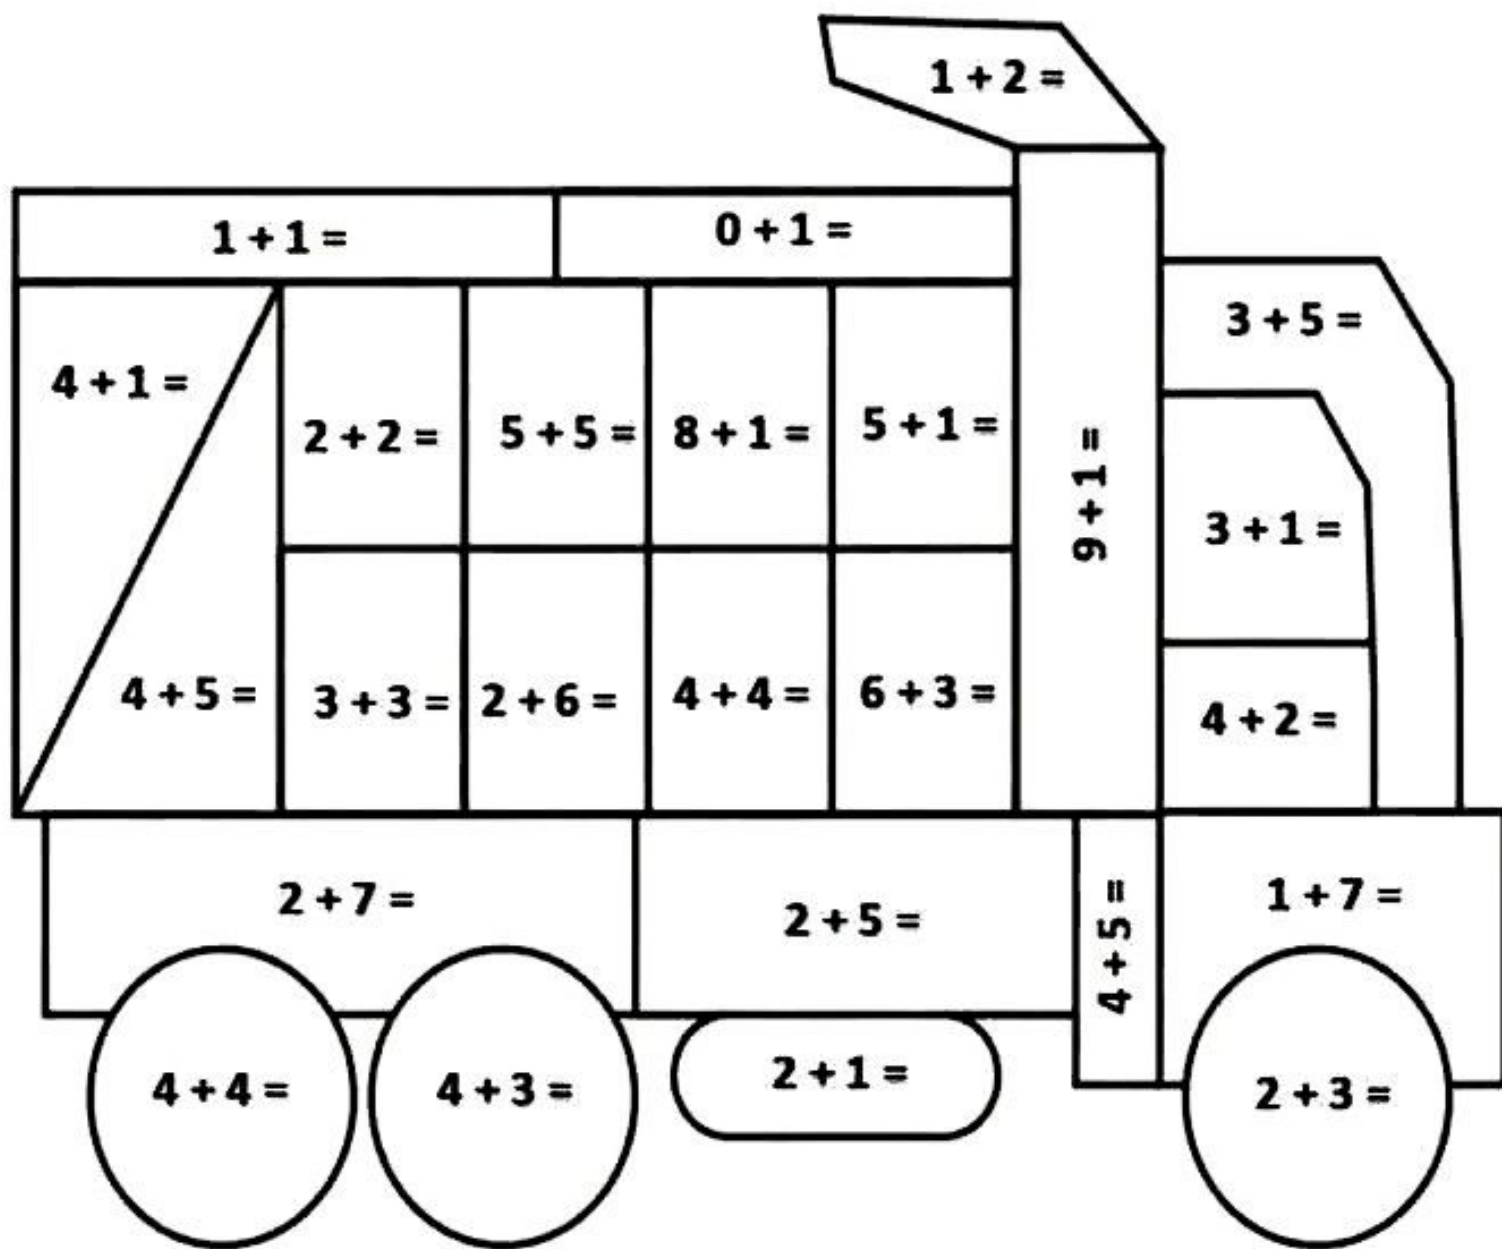 1 + 2 =
1 + 1 =
0 + 1 =
3 + 5 =
4 + 1 =
2 + 2 =
5 + 5 =
8 + 1 =
5 + 1 =
9 + 1 =
3 + 1 =
4 + 5 =
3 + 3 =
2 + 6 =
4 + 4 =
6 + 3 =
4 + 2 =
2 + 7 =
2 + 5 =
4 + 5 =
1 + 7 =
4 + 4 =
4 + 3 =
2 + 1 =
2 + 3 =